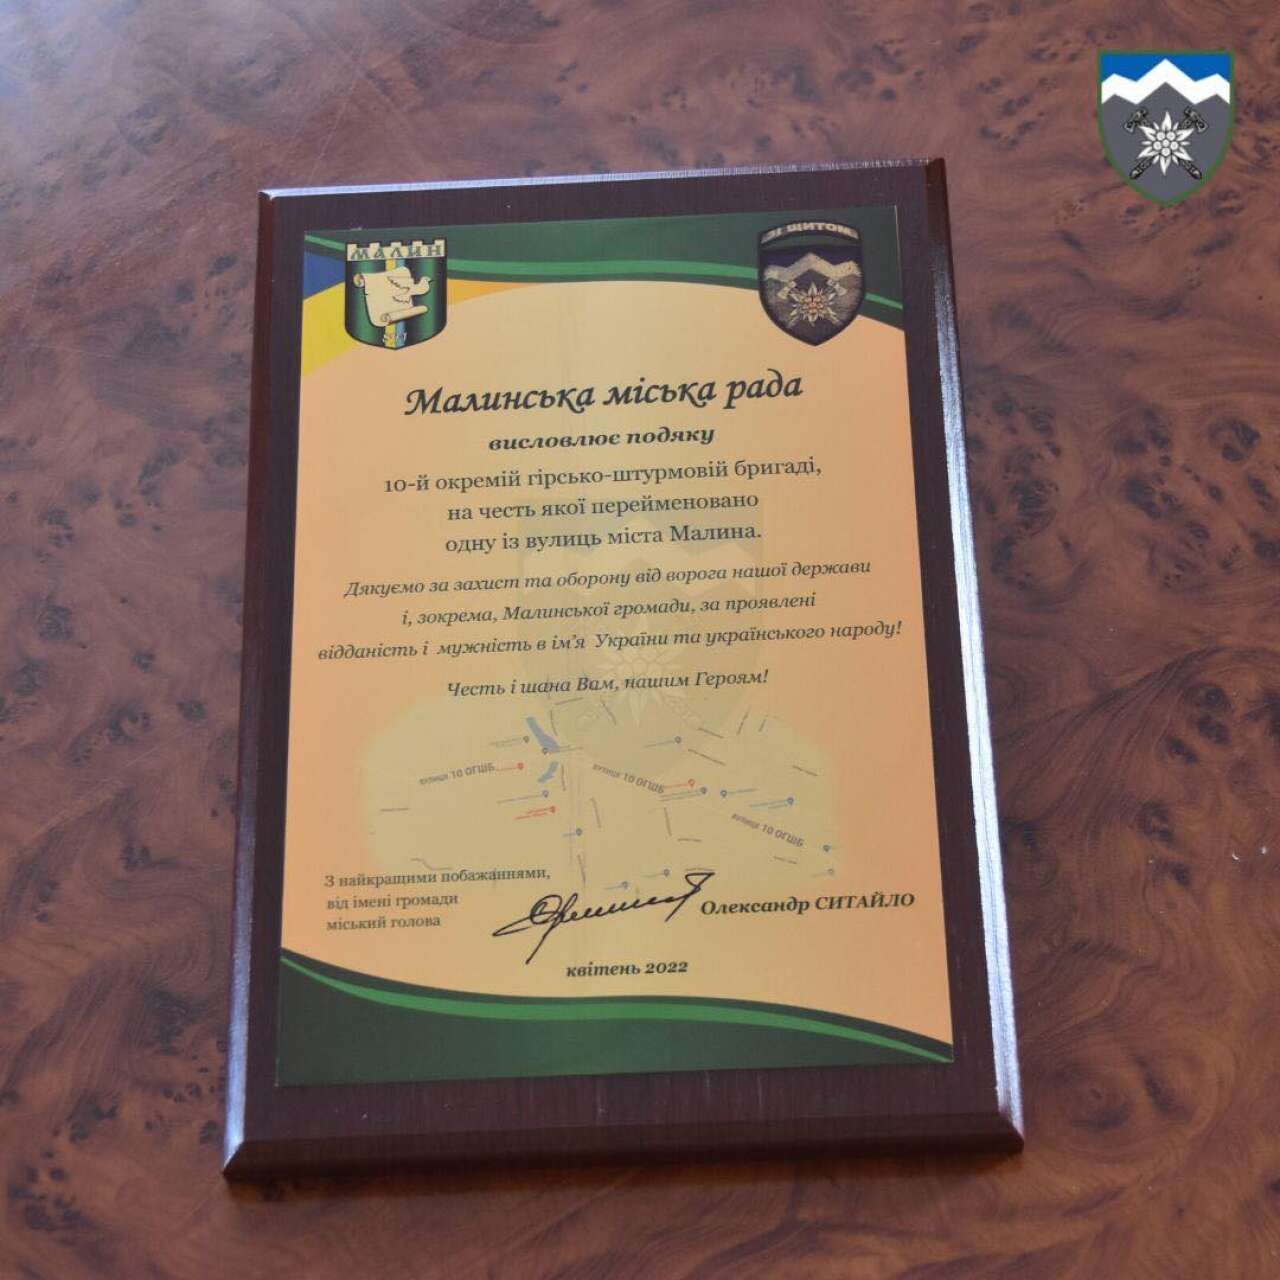 МАЛИН
ЗІ ЩИТОМ
Малинська міська рада
висловлює подяку
10-й окремій гірсько-штурмовій бригаді,
на честь якої перейменовано
одну із вулиць міста Малина.
Дякуємо за захист та оборону від ворога нашої держави
і, зокрема, Малинської громади, за проявлені
відданість і мужність в ім'я України та українського народу!
Честь і шана Вам, нашим Героям!
вулиця 10 ОГШБ
вулиця 10 ОГШБ
вулиця 10 ОГШБ
З найкращими побажаннями,
від імені громади
міський голова
Олександр СИТАЙЛО
квітень 2022